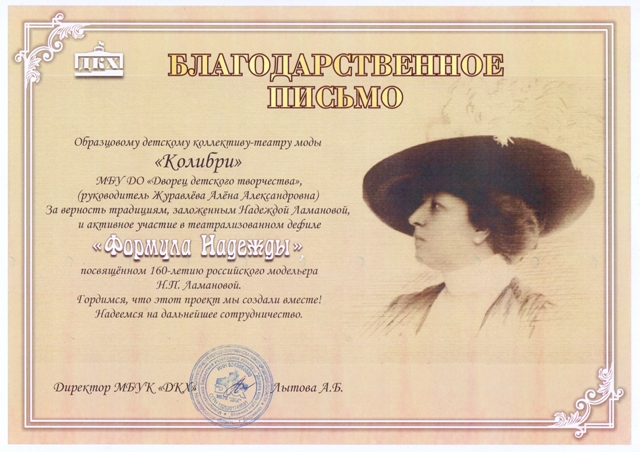 ДКХ
БЛАГОДАРСТВЕННОЕ
ПИСЬМО
Образцовому детскому коллективу-театру моды
«Колибри»
МБУ ДО «Дворец детского творчества»,
(руководитель Журавлёва Алёна Александровна)
За верность традициям, заложенным Надеждой Ламановой,
и активное участие в театрализованном дефиле
«Формула Надежды»,
посвящённом 160-летию российского модельера
Н.П. Ламановой.
Гордимся, что этот проект мы создали вместе!
Надеемся на дальнейшее сотрудничество.
Директор МБУК «ДКХ» Лытова А.Б.